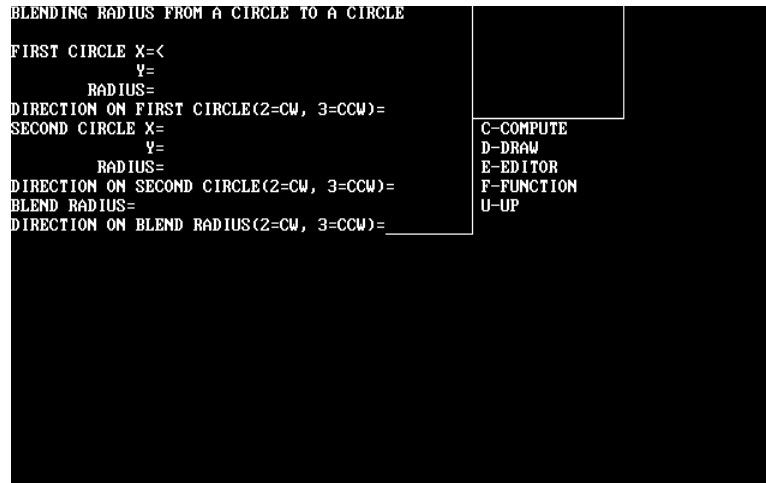 BLENDING RADIUS FROM A CIRCLE TO A CIRCLE
FIRST CIRCLE X=<
Y=
RADIUS=
DIRECTION ON FIRST CIRCLE(2=CW, 3=CCW)=
SECOND CIRCLE X=
Y=
RADIUS=
DIRECTION ON SECOND CIRCLE(2=CW, 3=CCW)=
BLEND RADIUS=
DIRECTION ON BLEND RADIUS(2=CW, 3=CCW)=
C-COMPUTE
D-DRAW
E-EDITOR
F-FUNCTION
U-UP